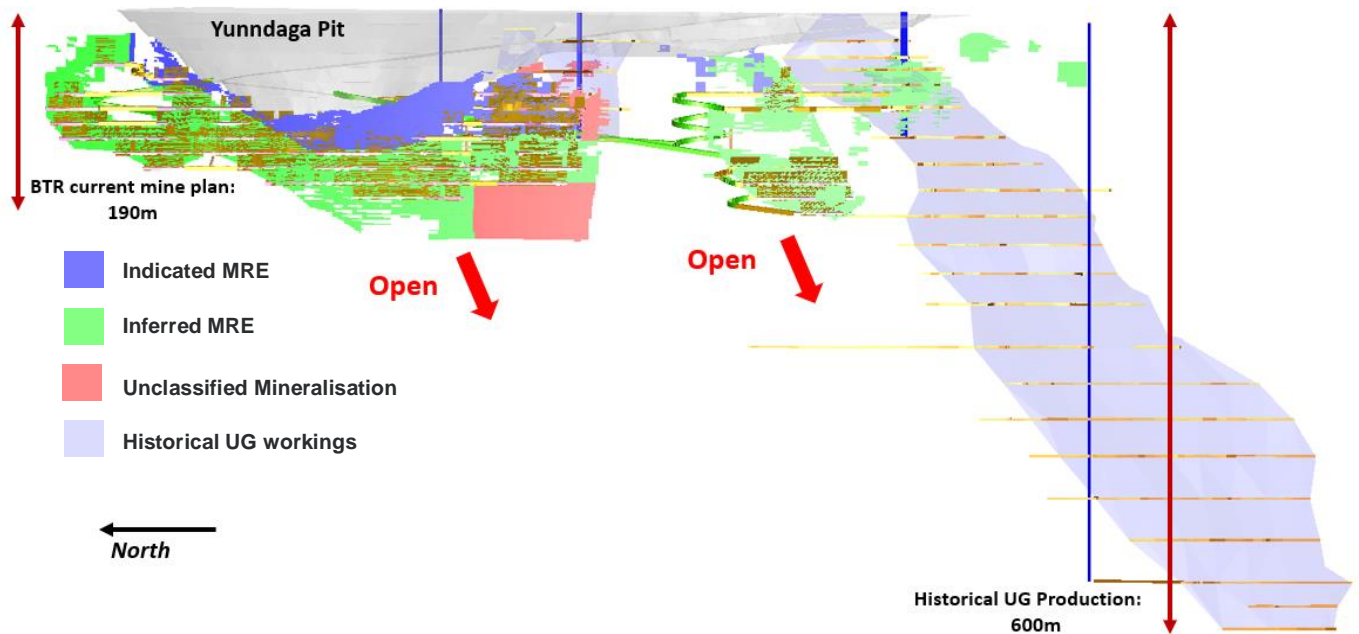 Yunndaga Pit
BTR current mine plan:
190m
Indicated MRE
Inferred MRE
Unclassified Mineralisation
Historical UG workings
Open
Open
North
Historical UG Production:
600m